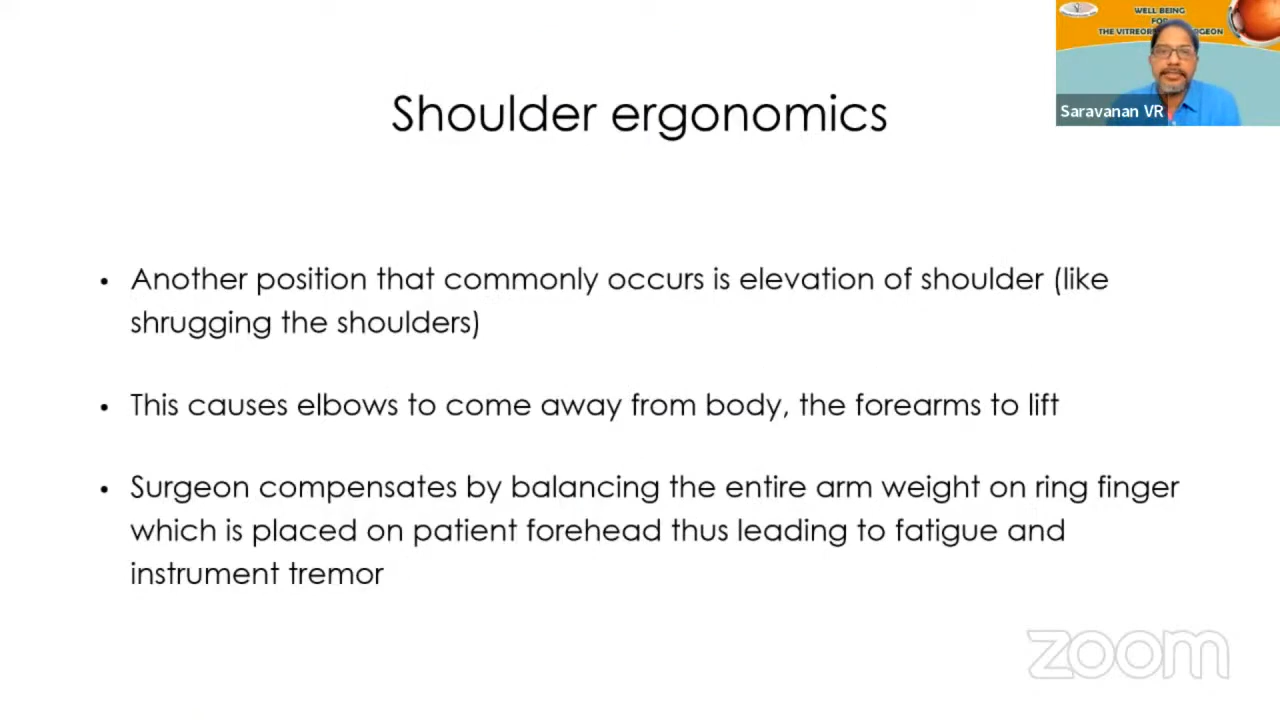 WELL BEING
FOR
THE VITREOR
GEON
Saravanan VR
Shoulder ergonomics
• Another position that commonly occurs is elevation of shoulder (like
shrugging the shoulders)
• This causes elbows to come away from body, the forearms to lift
• Surgeon compensates by balancing the entire arm weight on ring finger
which is placed on patient forehead thus leading to fatigue and
instrument tremor
zoom